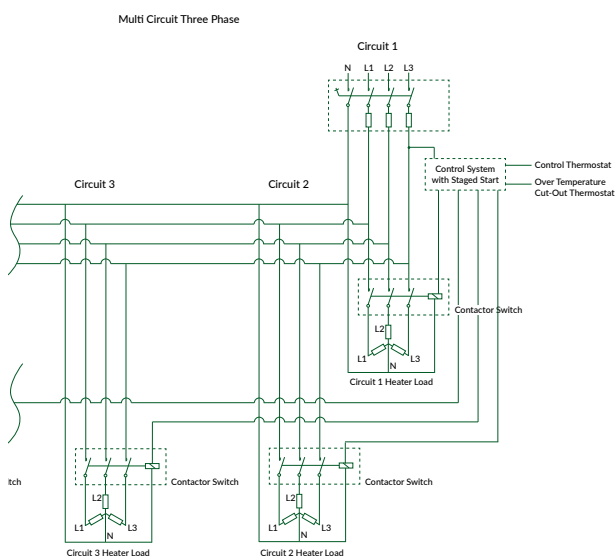 Multi Circuit Three Phase
Circuit 1
N L1 L2 L3
Control System
with Staged Start
Control Thermostat
Over Temperature
Cut-Out Thermostat
Circuit 3
Circuit 2
Contactor Switch
L2
L1
L3
N
Circuit 1 Heater Load
itch
Contactor Switch
L2
L1
L3
N
Circuit 3 Heater Load
Contactor Switch
L2
L1
L3
N
Circuit 2 Heater Load